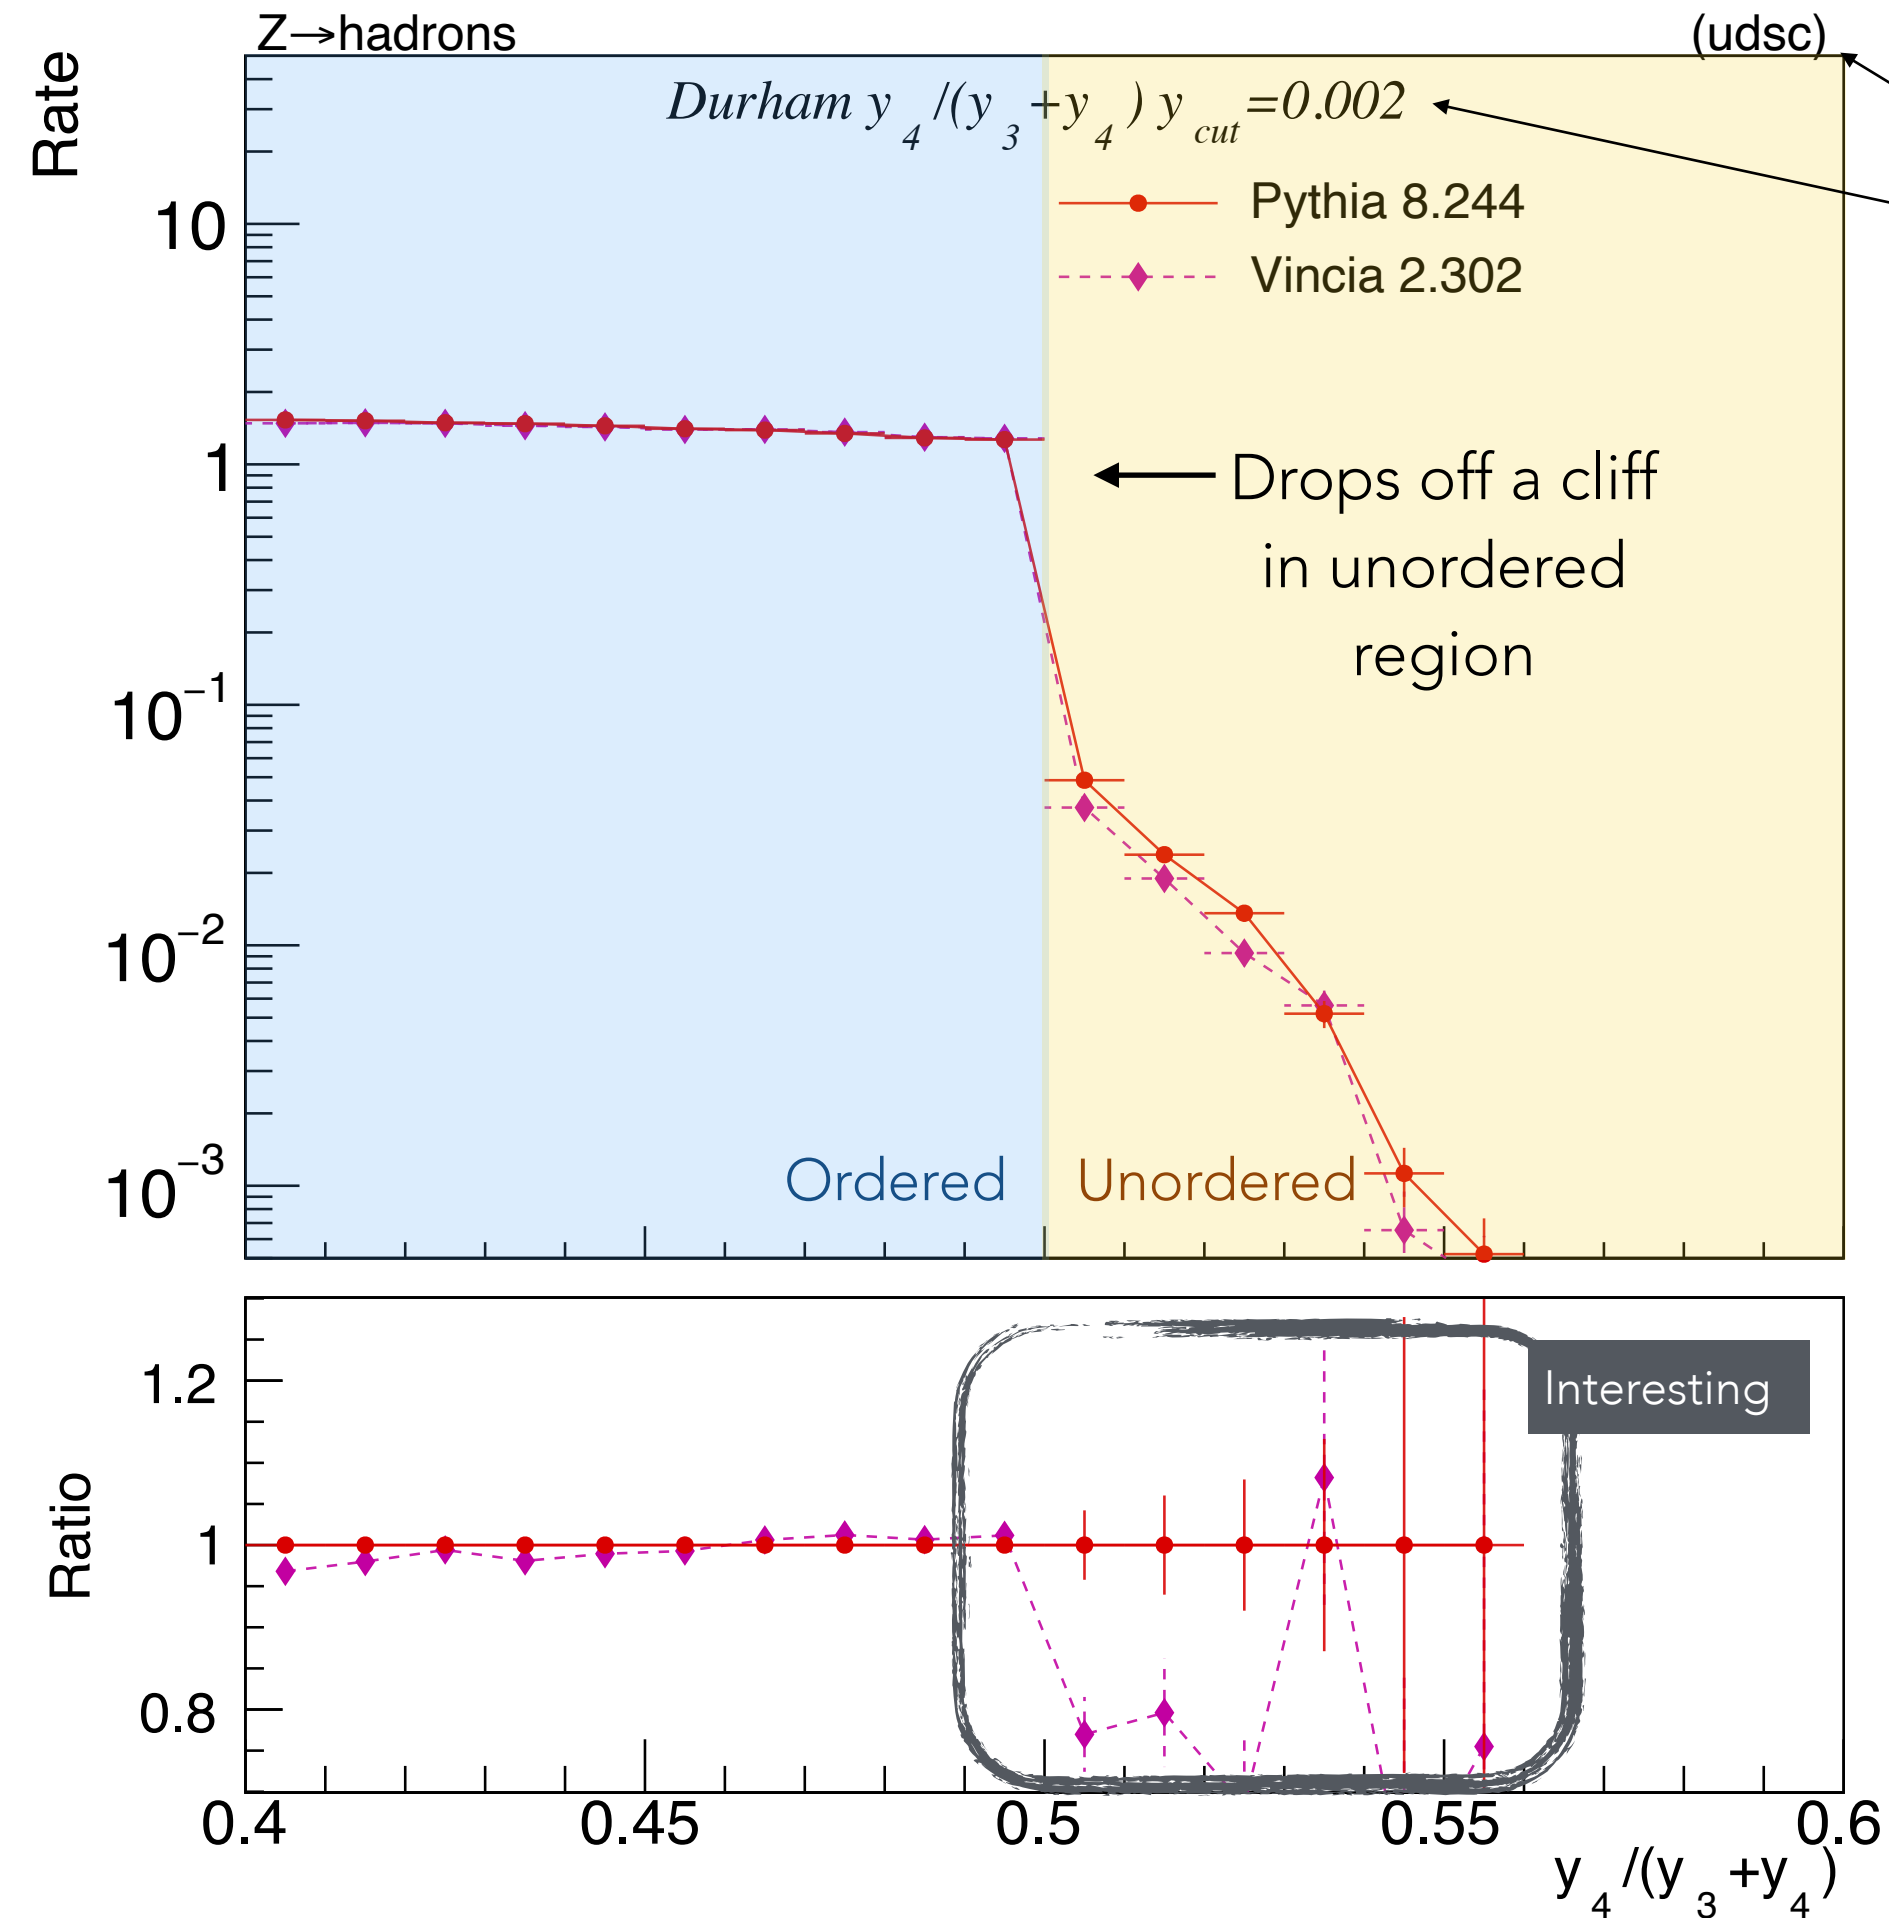 Z→hadrons (udsc)
Durham y4/(y3+y4) ycut=0.002
Rate
Pythia 8.244
Vincia 2.302
10
1
10−1
10−2
10−3
Drops off a cliff
in unordered
region
Ordered Unordered
Interesting
Ratio
1.2
1
0.8
0.4 0.45 0.5 0.55 0.6
y4/(y3+y4)